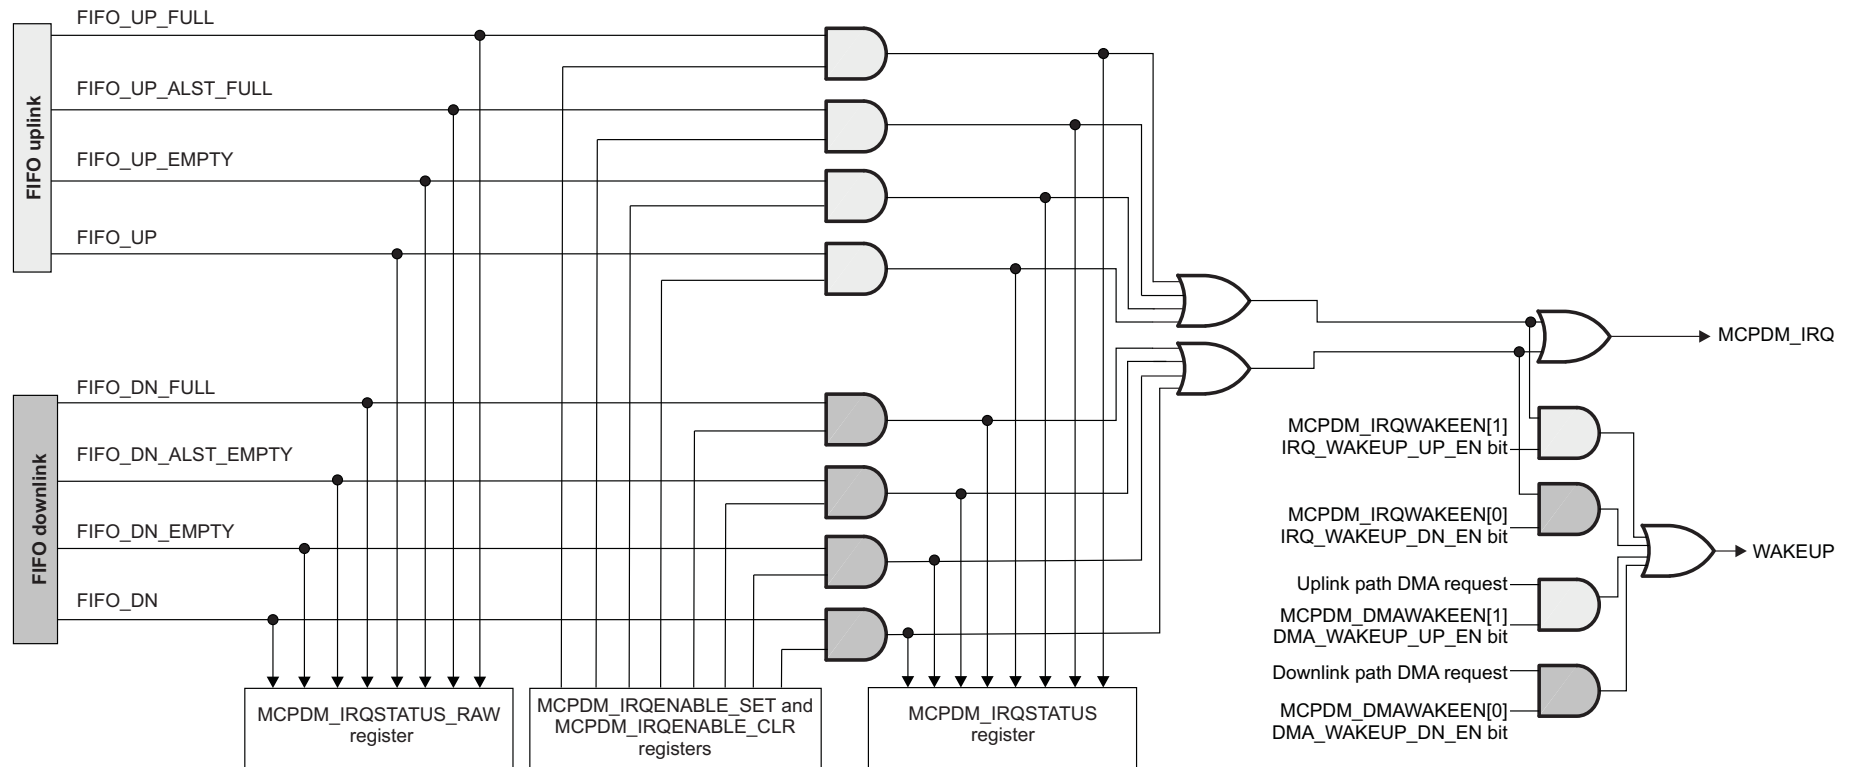 FIFO uplink
FIFO_UP_FULL
FIFO_UP_ALST_FULL
FIFO_UP_EMPTY
FIFO_UP
FIFO downlink
FIFO_DN_FULL
FIFO_DN_ALST_EMPTY
FIFO_DN_EMPTY
FIFO_DN
MCPDM_IRQSTATUS_RAW
register
MCPDM_IRQENABLE_SET and
MCPDM_IRQENABLE_CLR
registers
MCPDM_IRQSTATUS
register
MCPDM_IRQ
MCPDM_IRQWAKEEN[1]
IRQ_WAKEUP_UP_EN bit
MCPDM_IRQWAKEEN[0]
IRQ_WAKEUP_DN_EN bit
Uplink path DMA request
MCPDM_DMAWAKEEN[1]
DMA_WAKEUP_UP_EN bit
Downlink path DMA request
MCPDM_DMAWAKEEN[0]
DMA_WAKEUP_DN_EN bit
WAKEUP